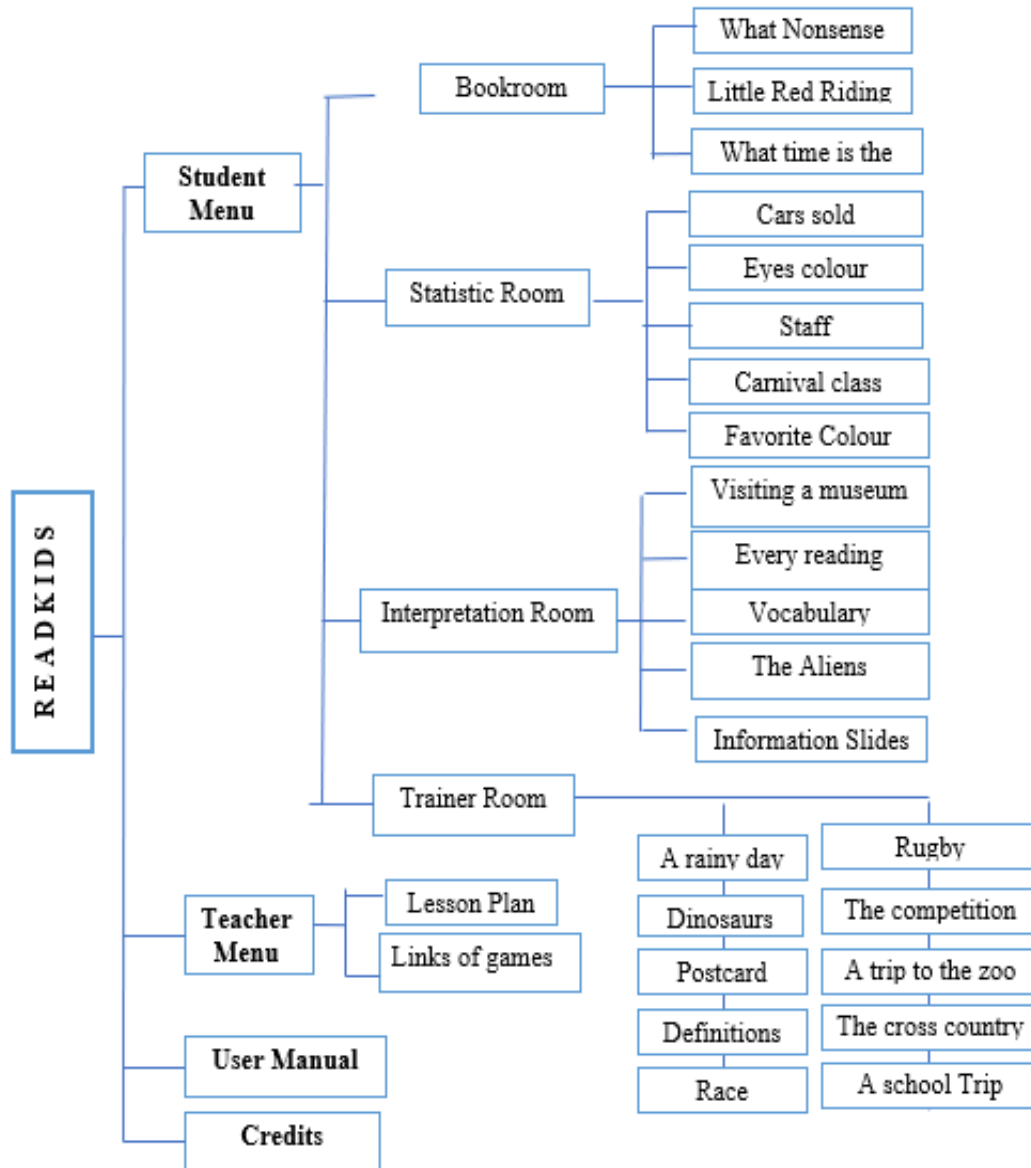 READKIDS
Student
Menu
Bookroom
What Nonsense
Little Red Riding
What time is the
Statistic Room
Cars sold
Eyes colour
Staff
Carnival class
Favorite Colour
Interpretation Room
Visiting a museum
Every reading
Vocabulary
The Aliens
Information Slides
Trainer Room
A rainy day
Dinosaurs
Postcard
Definitions
Race
Rugby
The competition
A trip to the zoo
The cross country
A school Trip
Teacher
Menu
Lesson Plan
Links of games
User Manual
Credits